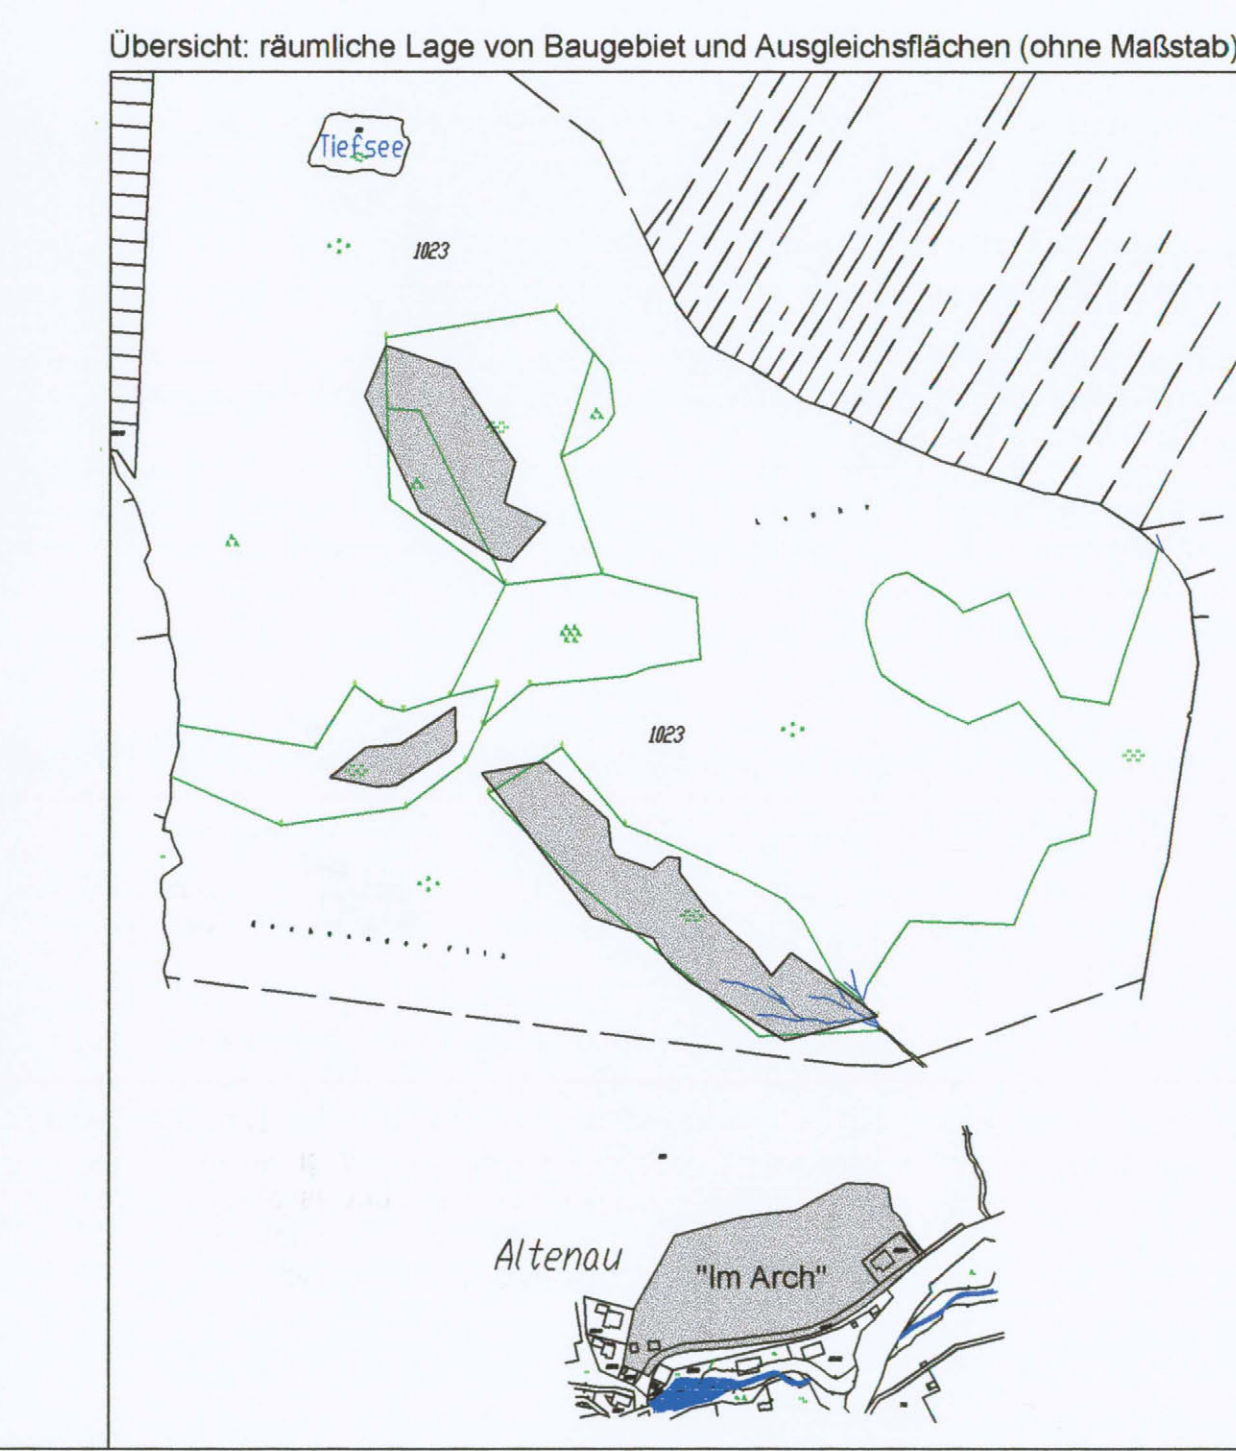 Übersicht: räumliche Lage von Baugebiet und Ausgleichsflächen (ohne Maßstab)
Tiefsee
1023
1023
Altenau
"Im Arch"